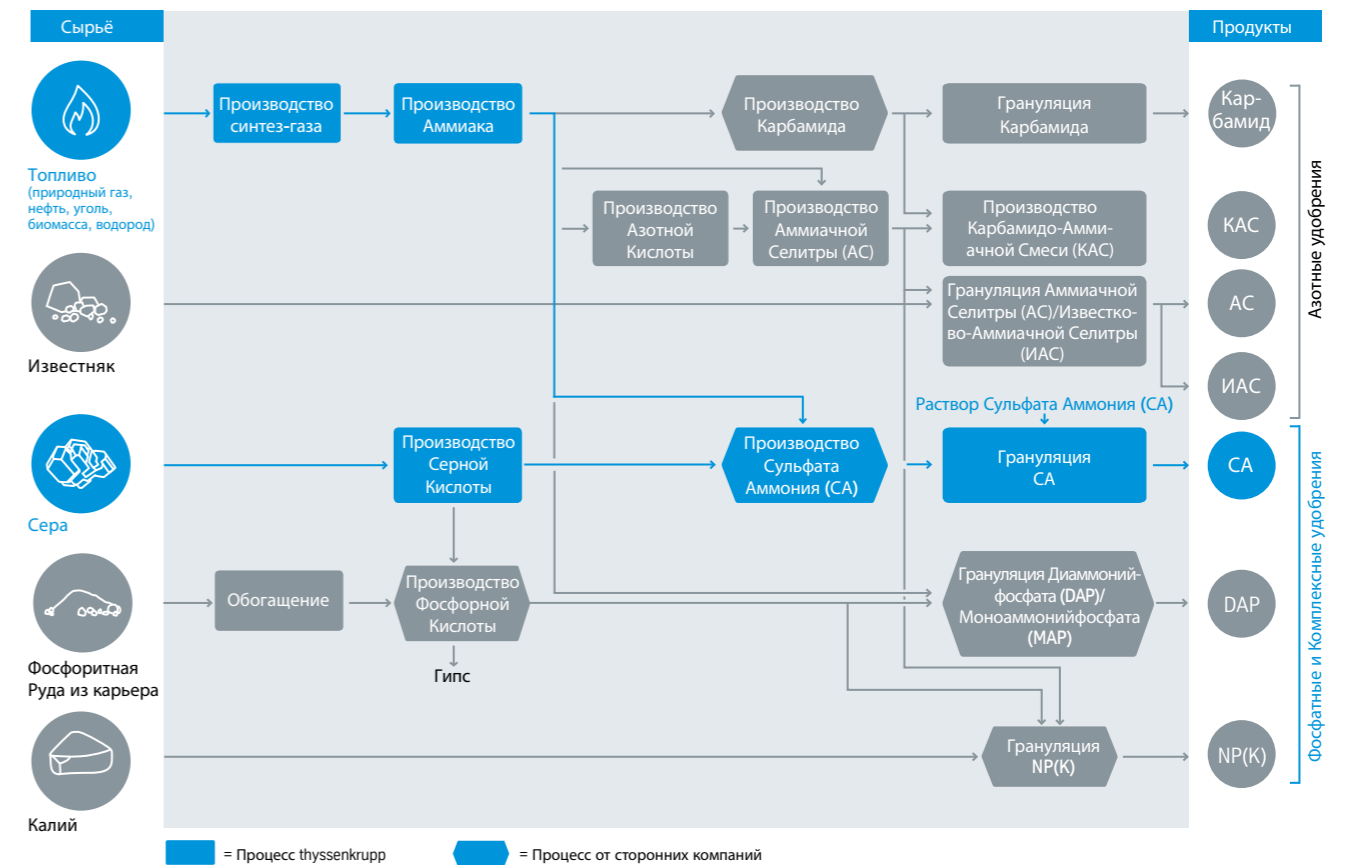 Сырьё
Продукты
Топливо
(природный газ,
нефть, уголь,
биомасса, водород)
Производство
синтез-газа
Производство
Аммиака
Производство
Карбамида
Грануляция
Карбамида
Кар-
бамид
Производство
Азотной
Кислоты
Производство
Аммиачной
Селитры (АС)
Производство
Карбамидо-Амми-
ачной Смеси (КАС)
КАС
Известняк
Грануляция Аммиачной
Селитры (АС)/Известко-
во-Аммиачной Селитры
(ИАС)
АС
ИАС
Азотные удобрения
Сера
Производство
Серной
Кислоты
Производство
Сульфата
Аммония (СА)
Раствор Сульфата Аммония (СА)
Грануляция
СА
СА
Фосфоритная
Руда из карьера
Обогащение
Производство
Фосфорной
Кислоты
Гипс
Грануляция Диаммоний-
фосфата (DAP)/
Моноаммонийфосфата
(MAP)
DAP
Калий
Грануляция
NP(K)
NP(K)
Фосфатные и Комплексные удобрения
= Процесс thyssenkrupp
= Процесс от сторонних компаний